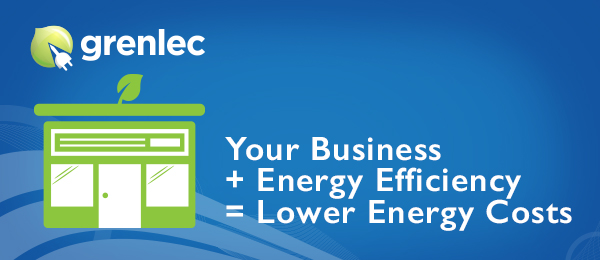 grenlec
Your Business
+ Energy Efficiency
= Lower Energy Costs